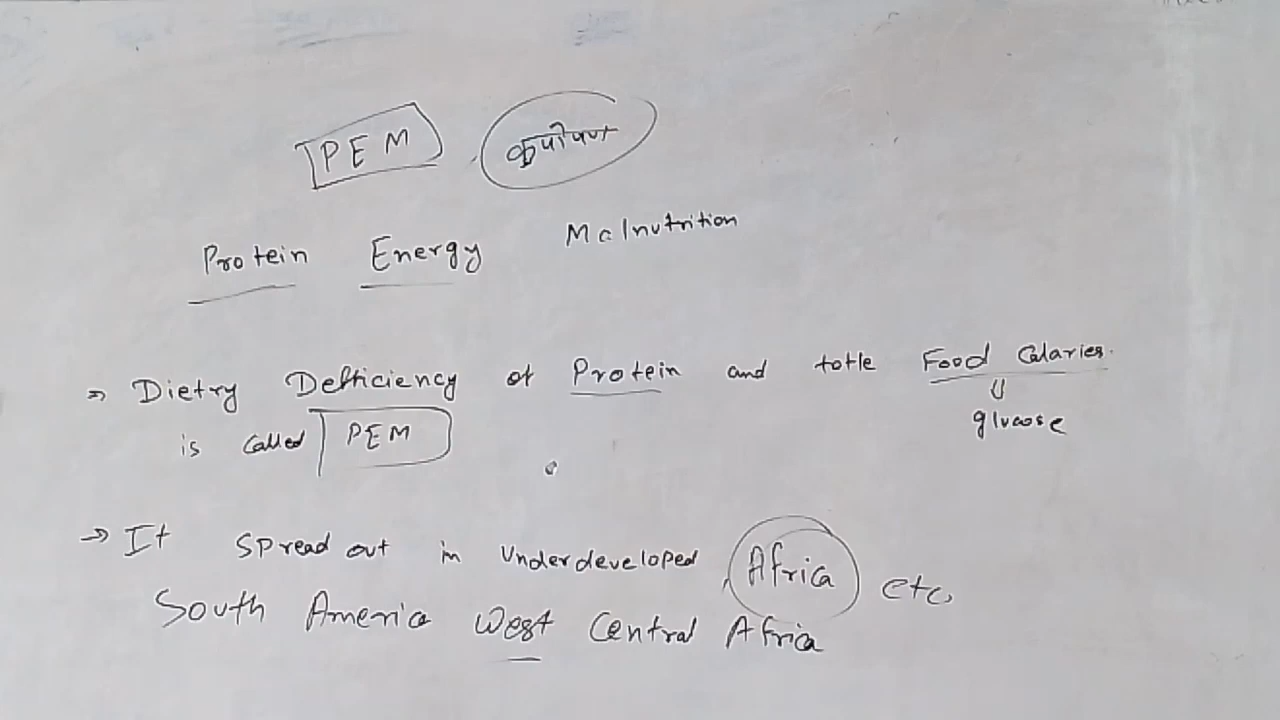 PEM कुपोषण
Protein Energy Malnutrition
⇒ Dietry Defficiency of Protein and totle Food Calaries.
⇓
is called PEM glucose
→ It Spread out in Underdeveloped Africa etc.
South America West Central Africa